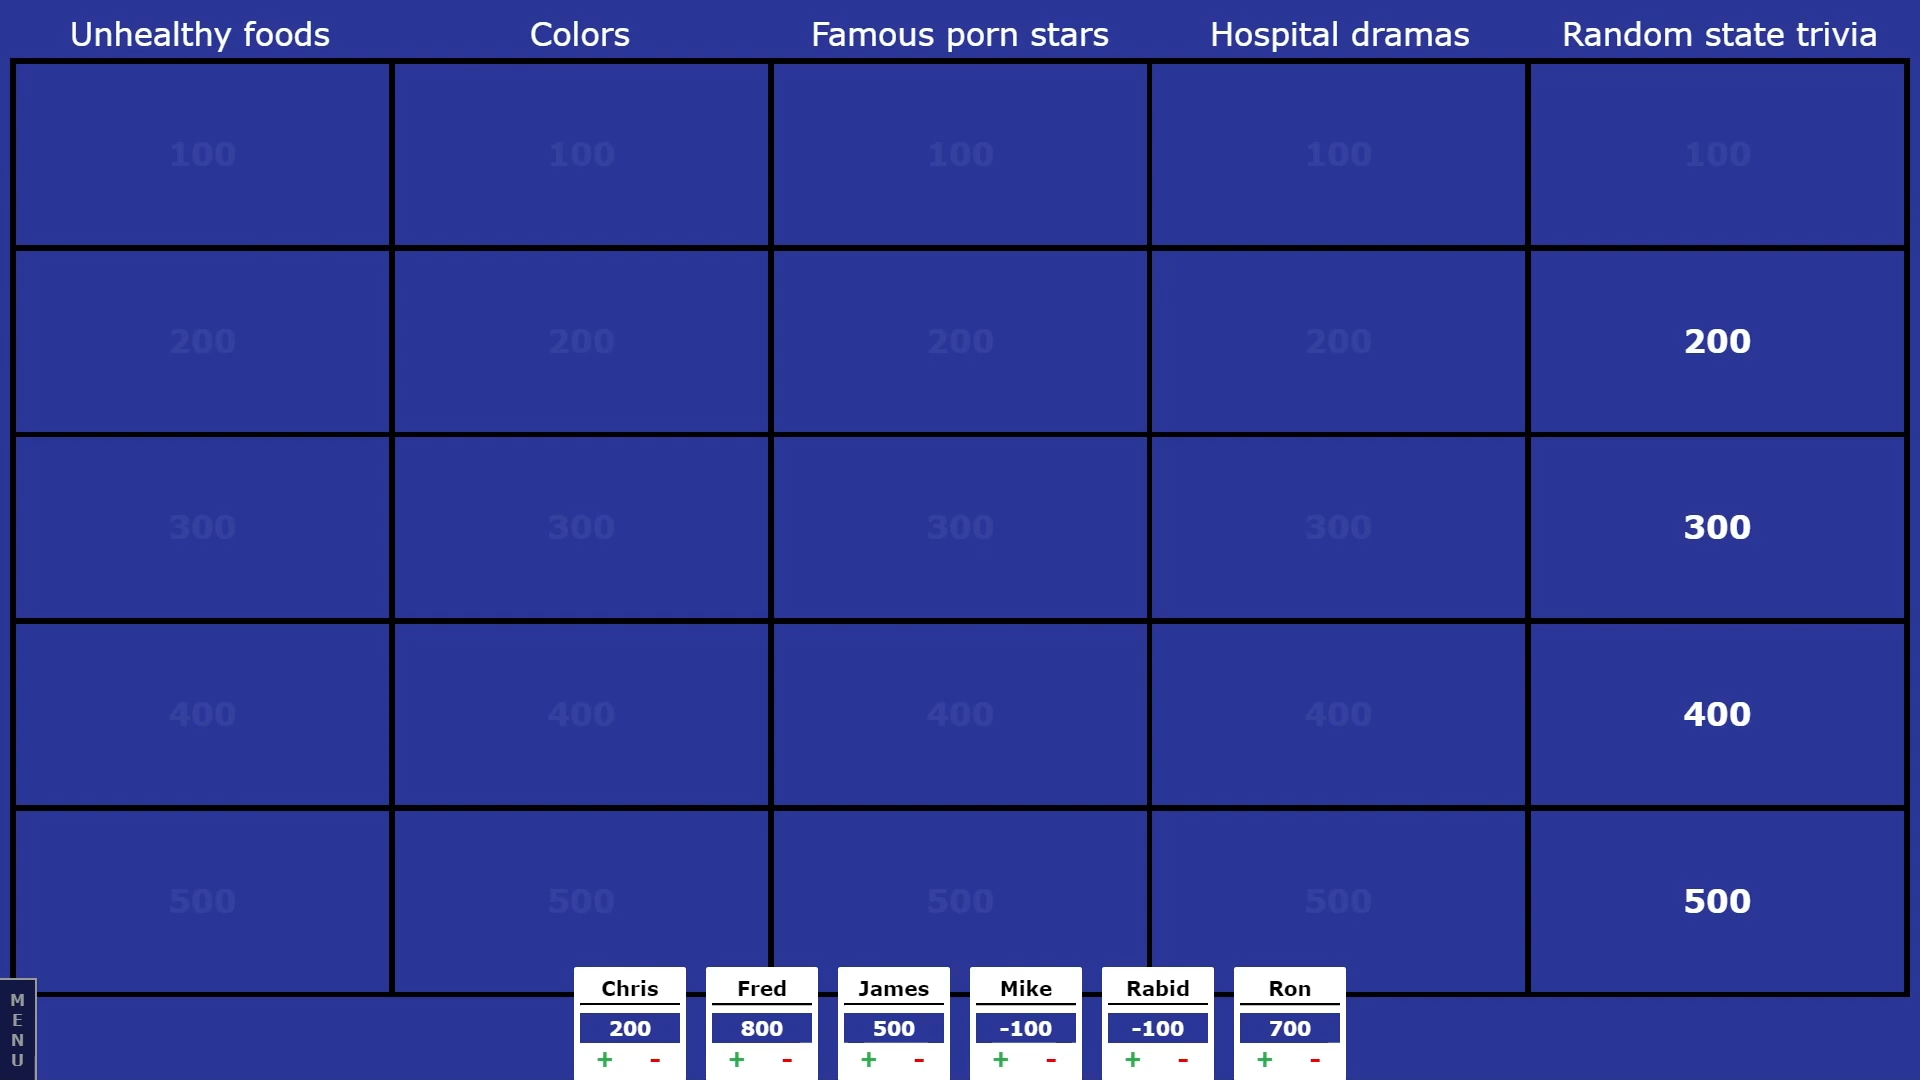 Unhealthy foods Colors Famous porn stars Hospital dramas Random state trivia
100 100 100 100 100
200 200 200 200 200
300 300 300 300 300
400 400 400 400 400
500 500 500 500 500
MENU
Chris Fred James Mike Rabid Ron
200 800 500 -100 -100 700
+ - + - + - + - + - + -